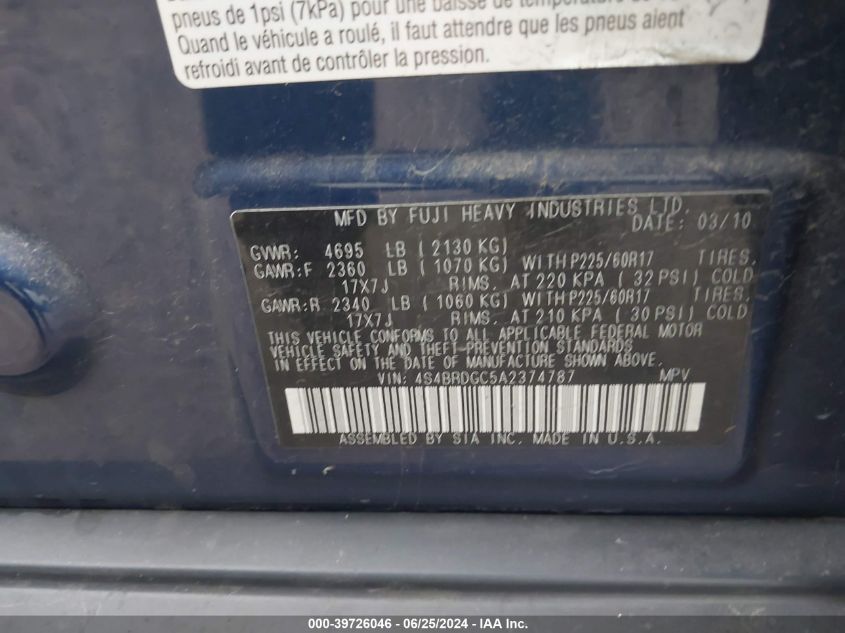 pneus de 1psi (7kPa) pour une baisse de température de
Quand le véhicule a roulé, il faut attendre que les pneus aient
refroidi avant de contrôler la pression.
MFD BY FUJI HEAVY INDUSTRIES LTD.
DATE: 03/10
GVWR: 4695 LB ( 2130 KG)
GAWR:F 2360 LB ( 1070 KG) WITH P225/60R17 TIRES.
17X7J RIMS. AT 220 KPA ( 32 PSI) COLD
GAWR:R 2340 LB ( 1060 KG) WITH P225/60R17 TIRES.
17X7J RIMS. AT 210 KPA ( 30 PSI) COLD
THIS VEHICLE CONFORMS TO ALL APPLICABLE FEDERAL MOTOR
VEHICLE SAFETY AND THEFT-PREVENTION STANDARDS
IN EFFECT ON THE DATE OF MANUFACTURE SHOWN ABOVE.
VIN: 4S4BRDGC5A2374787 MPV
ASSEMBLED BY SIA INC. MADE IN U.S.A.
000-39726046 - 06/25/2024 - IAA Inc.